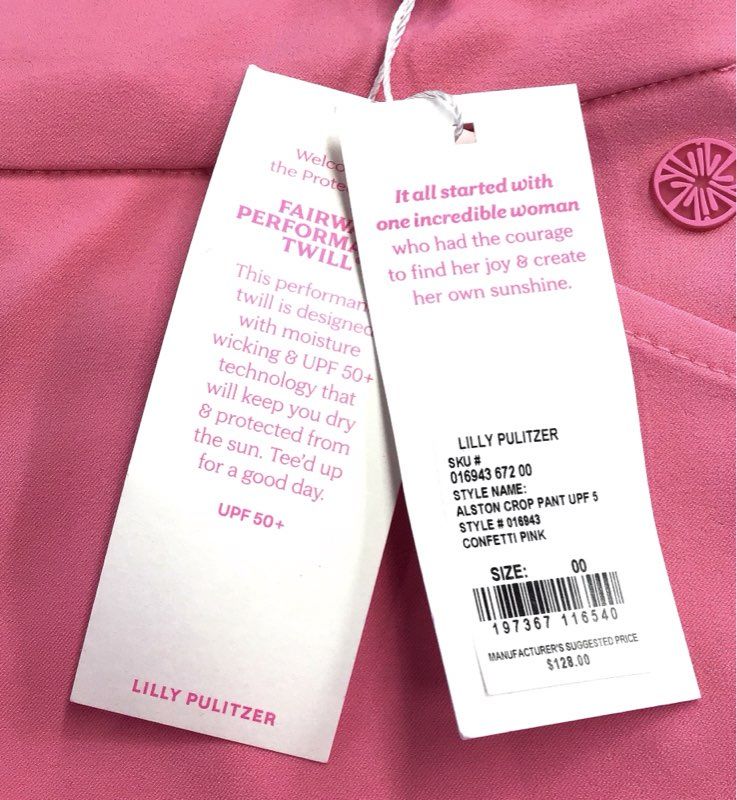 the
FAIRW
PERFORMA
TWILL
This
twill is designed
with moisture
wicking & UPF 50+
technology that
will keep you dry
& protected from
the sun. Tee'd up
for a good day.
UPF 50+
LILLY PULITZER
It all started with
one incredible woman
who had the courage
to find her joy & create
her own sunshine.
LILLY PULITZER
SKU #
016943 672 00
STYLE NAME:
ALSTON CROP PANT UPF 5
STYLE # 016943
CONFETTI PINK
SIZE: 00
197367 116540
MANUFACTURER'S SUGGESTED PRICE
$128.00